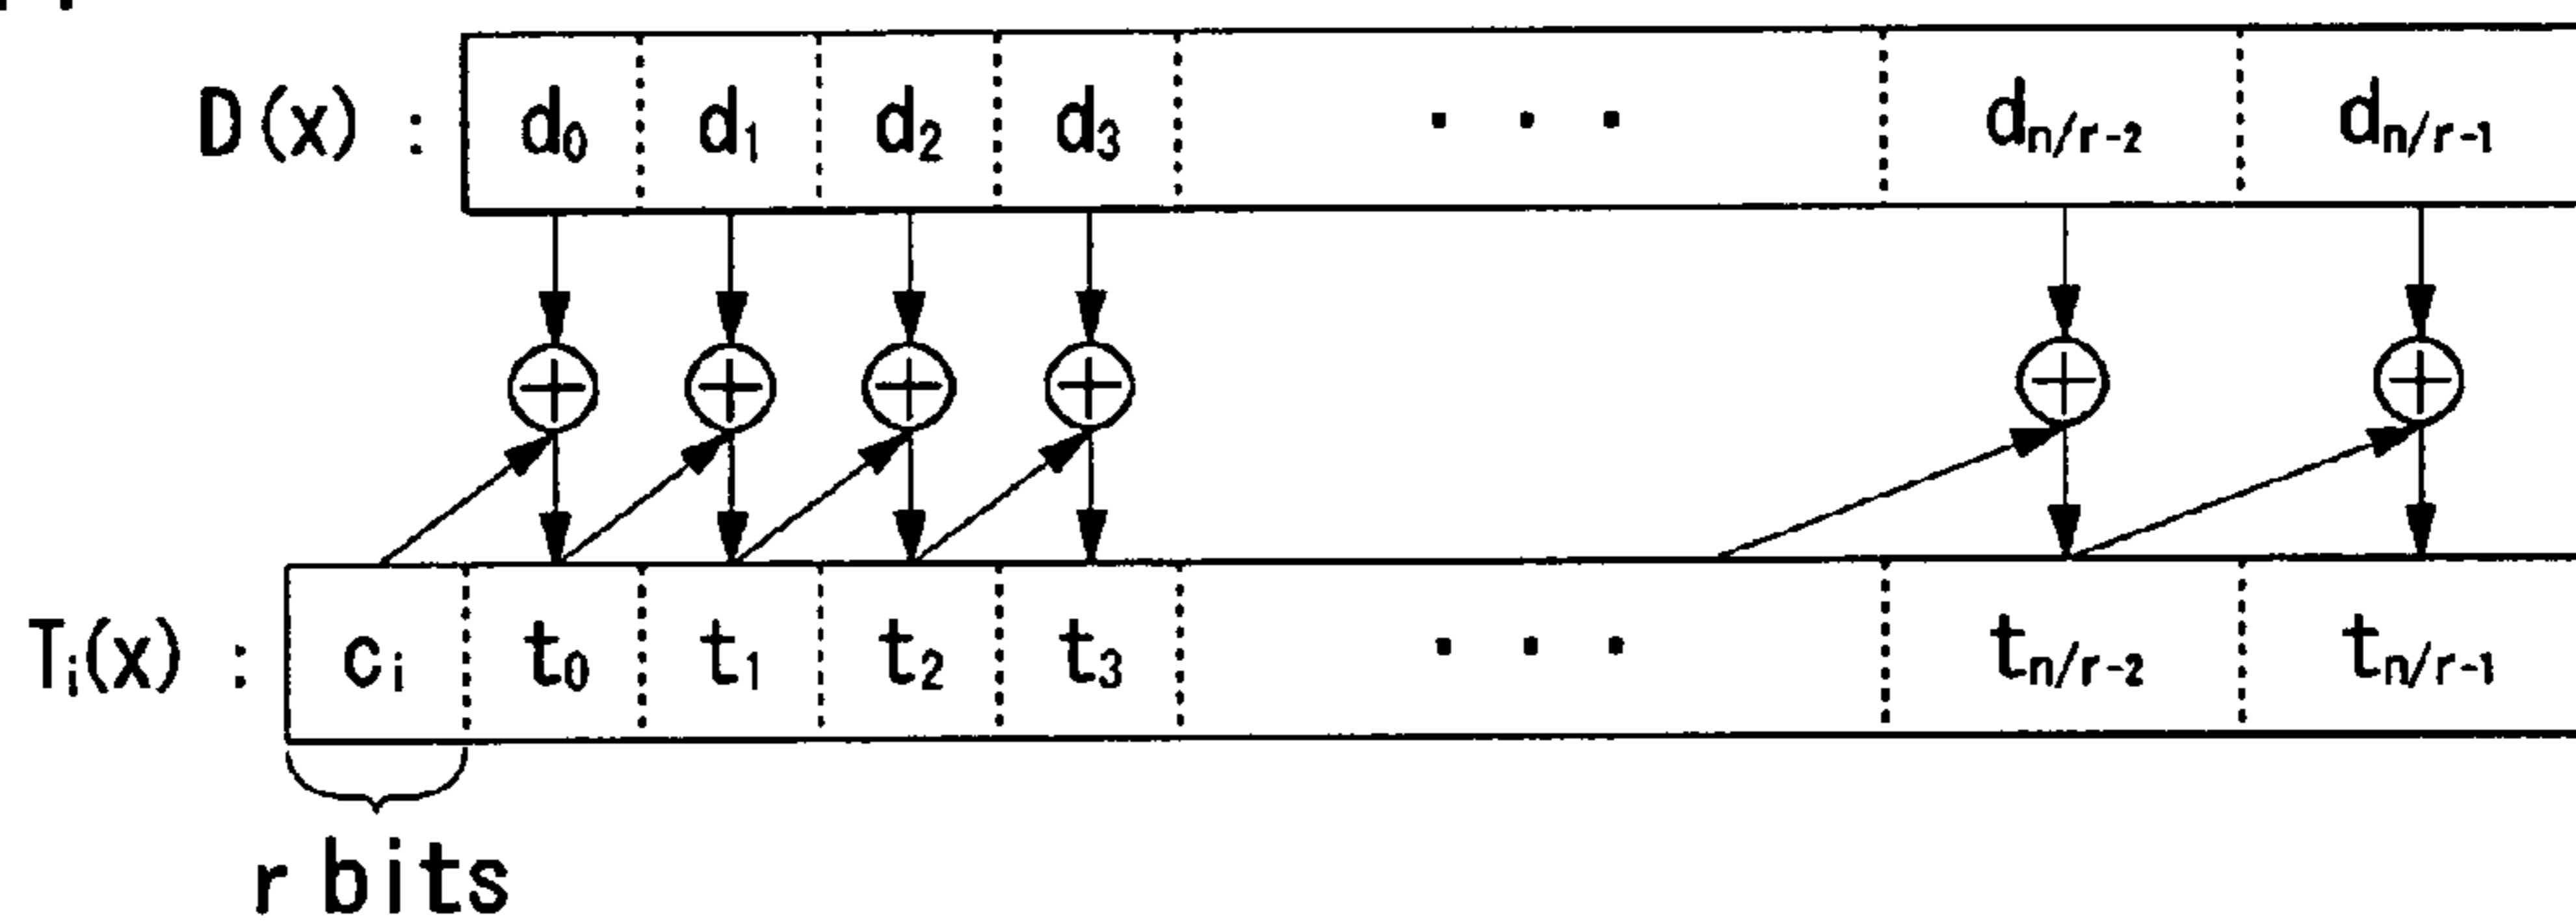 D(x) : d₀ d₁ d₂ d₃ · · · dn/r-2 dn/r-1
Tᵢ(x) : cᵢ t₀ t₁ t₂ t₃ · · · tn/r-2 tn/r-1
r bits